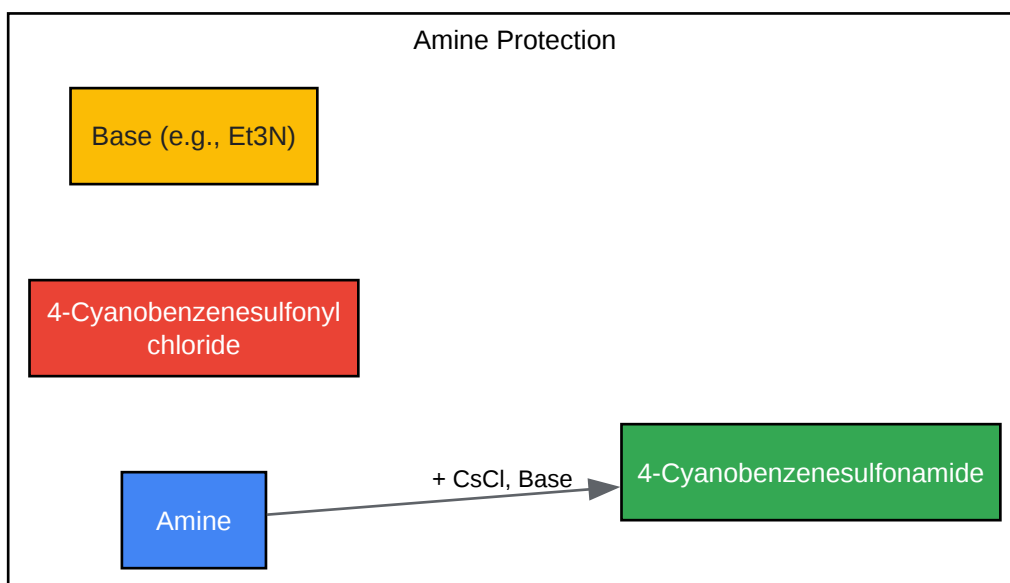 Amine Protection
Base (e.g., Et3N)
4-Cyanobenzenesulfonyl
chloride
+ CsCl, Base
4-Cyanobenzenesulfonamide
Amine